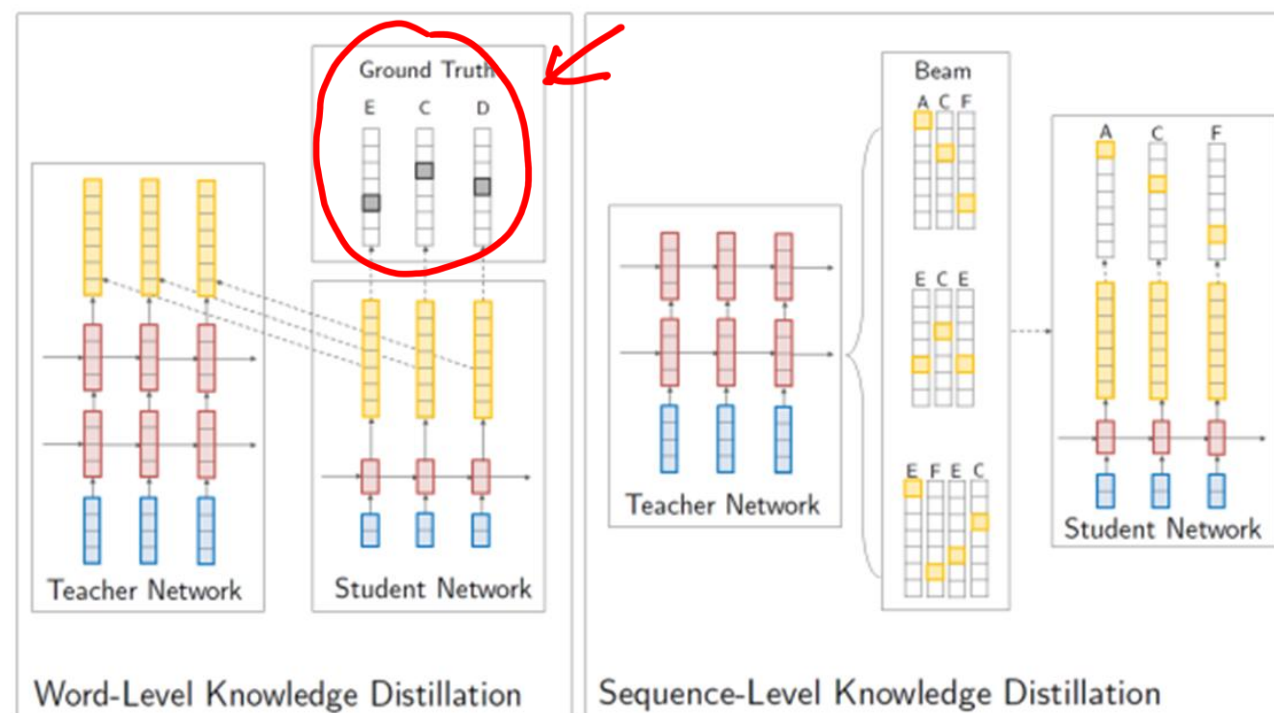 Ground Truth
E C D
Teacher Network
Student Network
Word-Level Knowledge Distillation
Beam
A C F
E C E
E F E C
Teacher Network
A C F
Student Network
Sequence-Level Knowledge Distillation